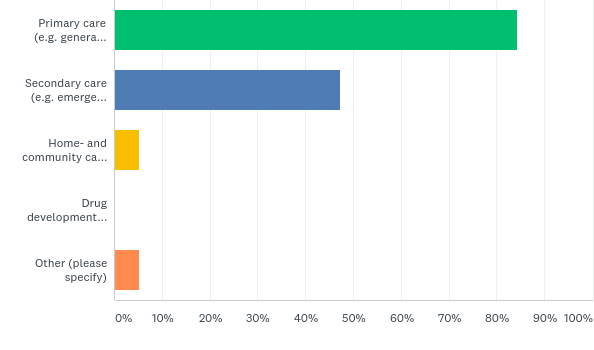 Primary care
(e.g. genera...
Secondary care
(e.g. emerge...
Home- and
community ca...
Drug
development...
Other (please
specify)
0% 10% 20% 30% 40% 50% 60% 70% 80% 90% 100%